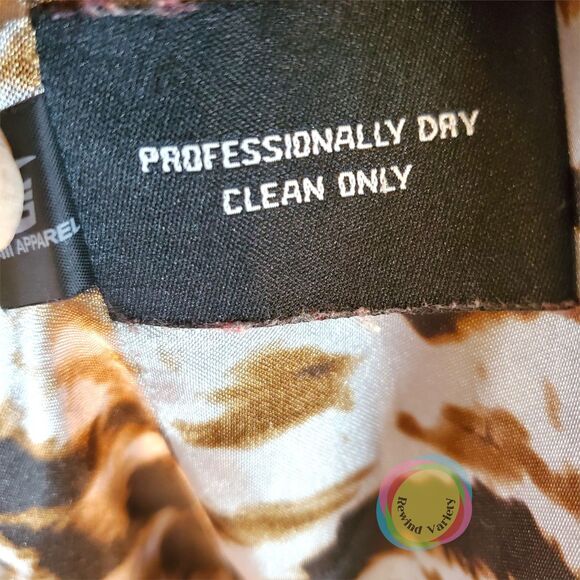 PROFESSIONALLY DRY
CLEAN ONLY
APPAREL
Rewind Variety